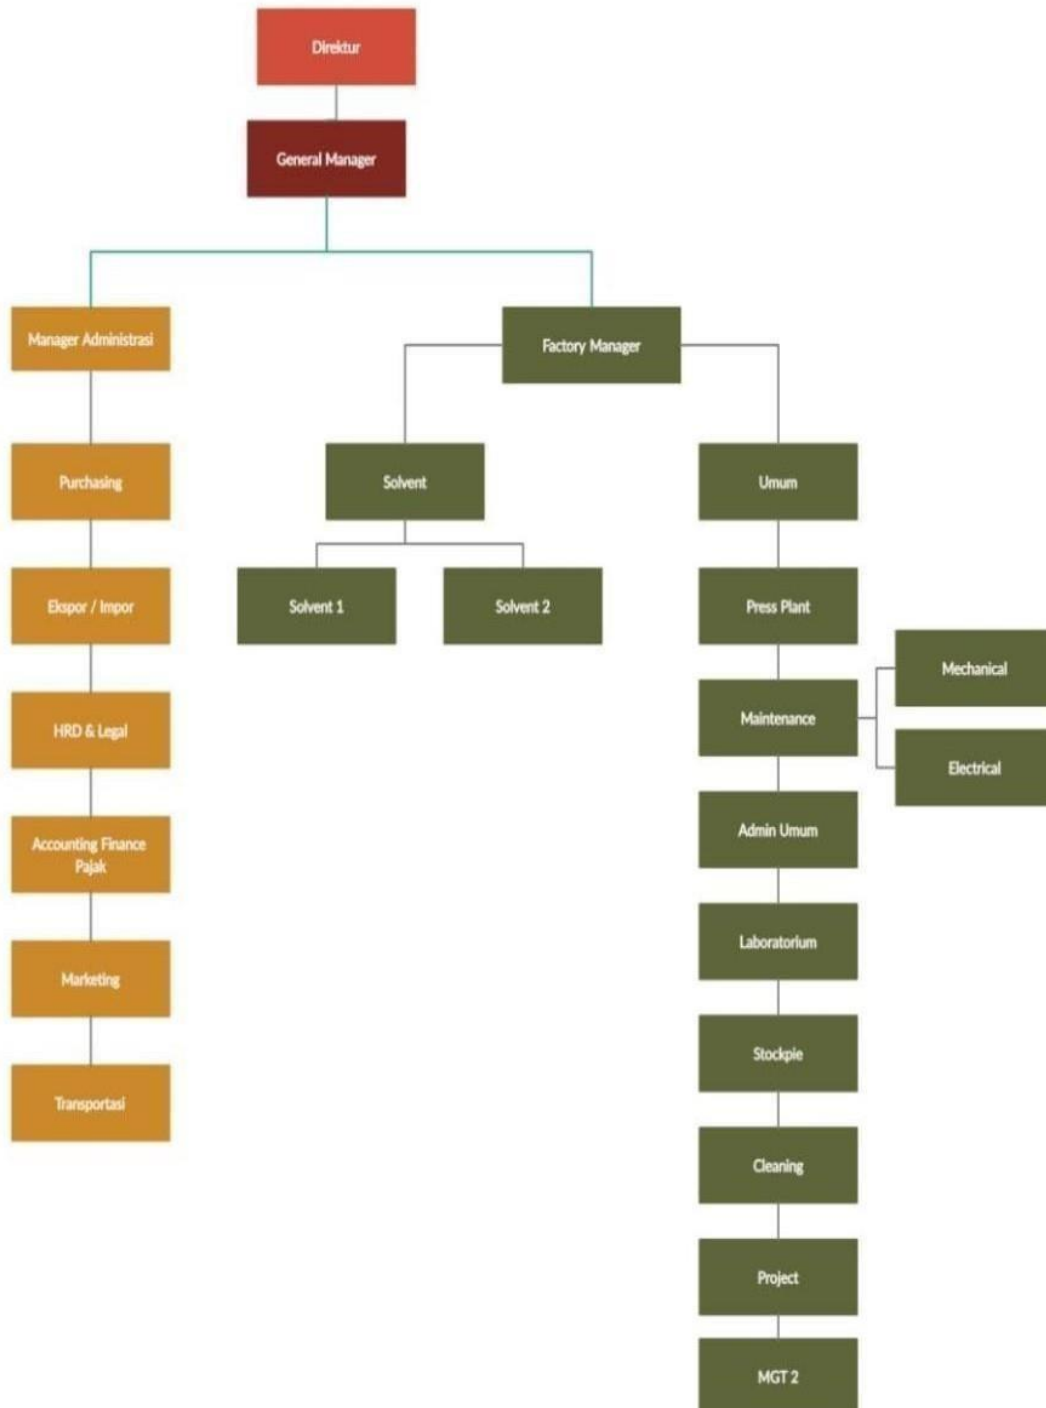 Direktur
General Manager
Manager Administrasi
Factory Manager
Purchasing
Solvent
Umum
Ekspor / Impor
Solvent 1
Solvent 2
Press Plant
Mechanical
HRD & Legal
Maintenance
Electrical
Accounting Finance
Pajak
Admin Umum
Laboratorium
Marketing
Stockpie
Transportasi
Cleaning
Project
MGT 2